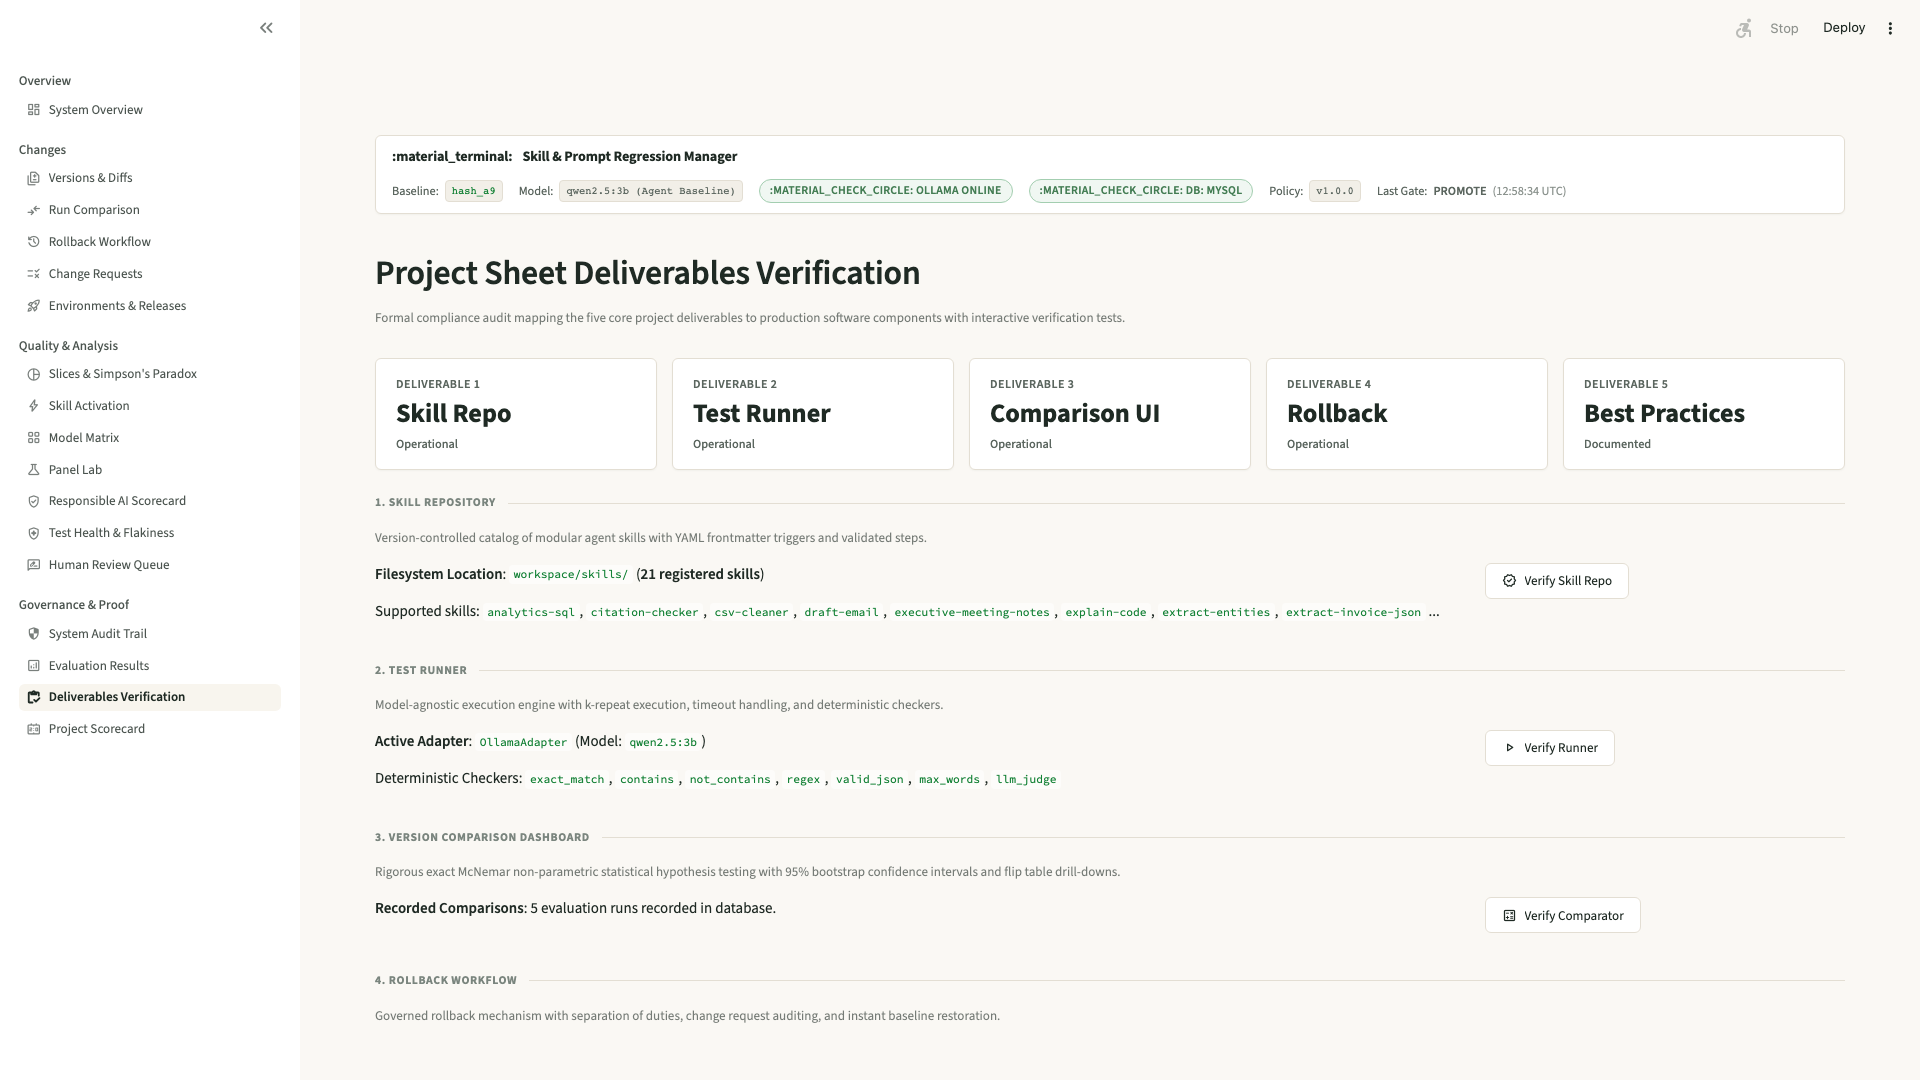 Stop
Deploy
Overview
System Overview
Changes
Versions & Diffs
Run Comparison
Rollback Workflow
Change Requests
Environments & Releases
Quality & Analysis
Slices & Simpson's Paradox
Skill Activation
Model Matrix
Panel Lab
Responsible AI Scorecard
Test Health & Flakiness
Human Review Queue
Governance & Proof
System Audit Trail
Evaluation Results
Deliverables Verification
Project Scorecard
:material_terminal: Skill & Prompt Regression Manager
Baseline: hash_a9 Model: qwen2.5:3b (Agent Baseline) :MATERIAL_CHECK_CIRCLE: OLLAMA ONLINE :MATERIAL_CHECK_CIRCLE: DB: MYSQL Policy: v1.0.0 Last Gate: PROMOTE (12:58:34 UTC)
Project Sheet Deliverables Verification
Formal compliance audit mapping the five core project deliverables to production software components with interactive verification tests.
DELIVERABLE 1
Skill Repo
Operational
DELIVERABLE 2
Test Runner
Operational
DELIVERABLE 3
Comparison UI
Operational
DELIVERABLE 4
Rollback
Operational
DELIVERABLE 5
Best Practices
Documented
1. SKILL REPOSITORY
Version-controlled catalog of modular agent skills with YAML frontmatter triggers and validated steps.
Filesystem Location: workspace/skills/ (21 registered skills)
Supported skills: analytics-sql , citation-checker , csv-cleaner , draft-email , executive-meeting-notes , explain-code , extract-entities , extract-invoice-json ...
Verify Skill Repo
2. TEST RUNNER
Model-agnostic execution engine with k-repeat execution, timeout handling, and deterministic checkers.
Active Adapter: OllamaAdapter (Model: qwen2.5:3b )
Deterministic Checkers: exact_match , contains , not_contains , regex , valid_json , max_words , llm_judge
Verify Runner
3. VERSION COMPARISON DASHBOARD
Rigorous exact McNemar non-parametric statistical hypothesis testing with 95% bootstrap confidence intervals and flip table drill-downs.
Recorded Comparisons: 5 evaluation runs recorded in database.
Verify Comparator
4. ROLLBACK WORKFLOW
Governed rollback mechanism with separation of duties, change request auditing, and instant baseline restoration.